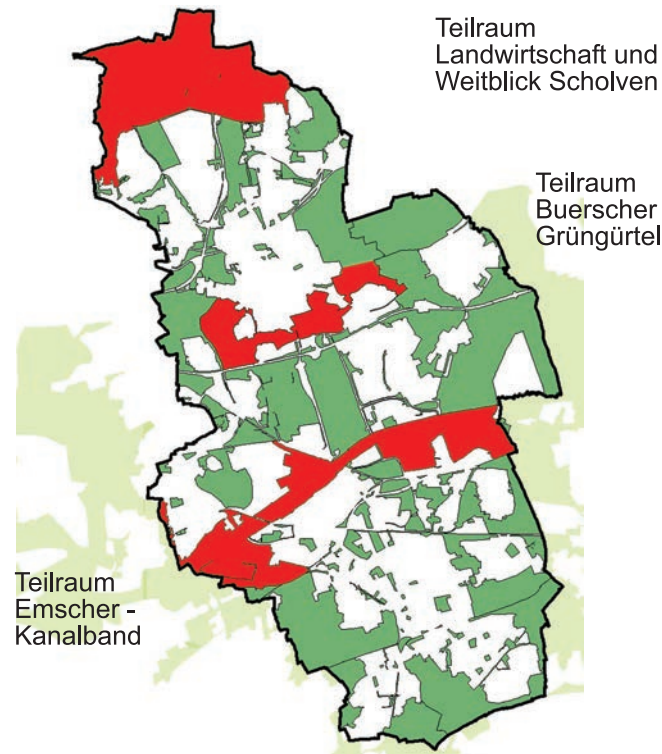 Teilraum
Landwirtschaft und
Weitblick Scholven
Teilraum
Buerscher
Grüngürtel
Teilraum
Emscher -
Kanalband